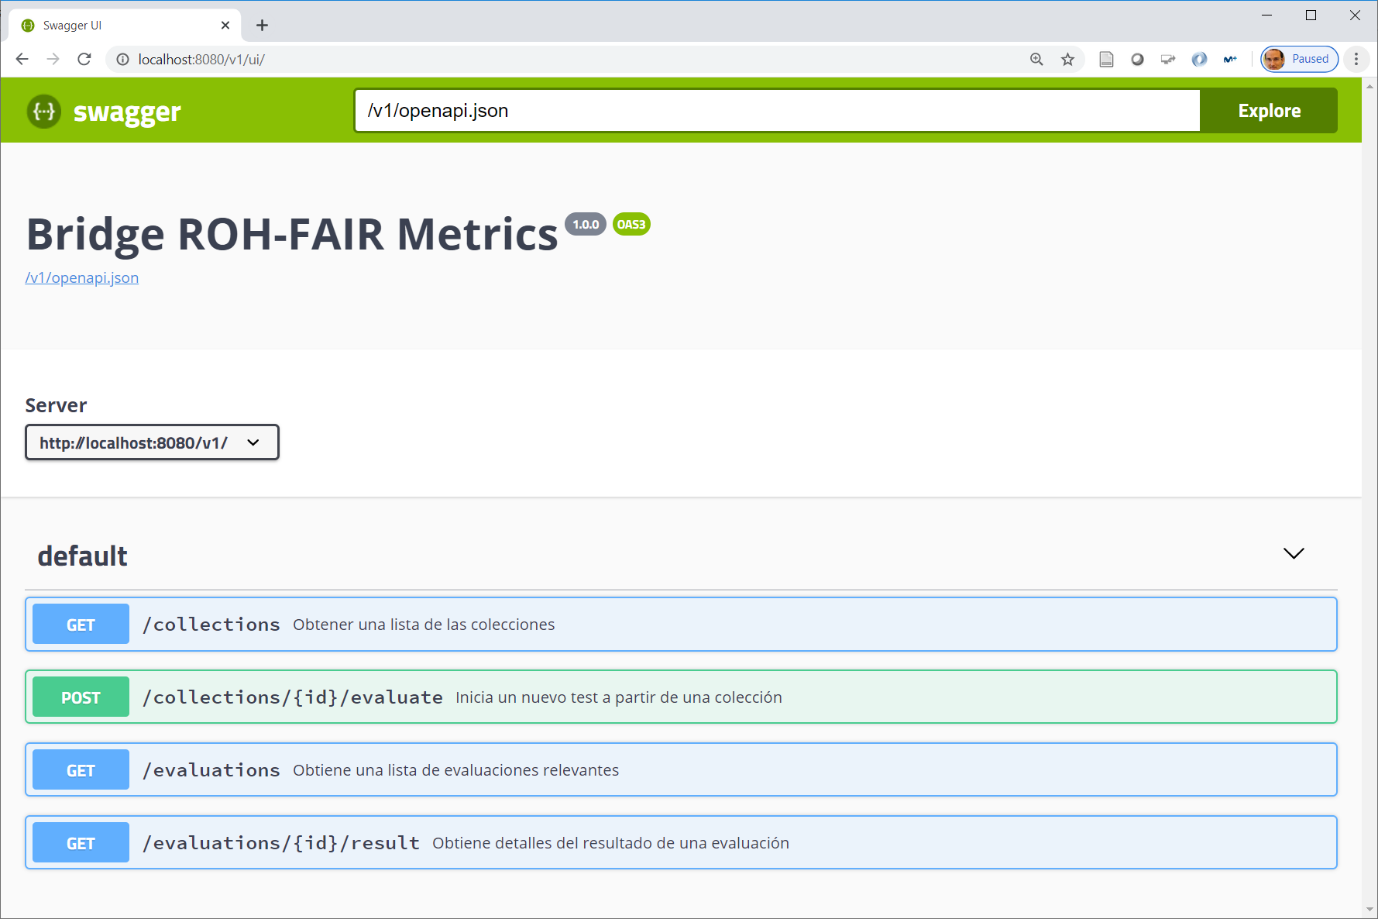 Swagger UI
localhost:8080/v1/ui/
Paused
{···} swagger
/v1/openapi.json
Explore
Bridge ROH-FAIR Metrics 1.0.0 OAS3
/v1/openapi.json
Server
http://localhost:8080/v1/
default
GET /collections Obtener una lista de las colecciones
POST /collections/{id}/evaluate Inicia un nuevo test a partir de una colección
GET /evaluations Obtiene una lista de evaluaciones relevantes
GET /evaluations/{id}/result Obtiene detalles del resultado de una evaluación